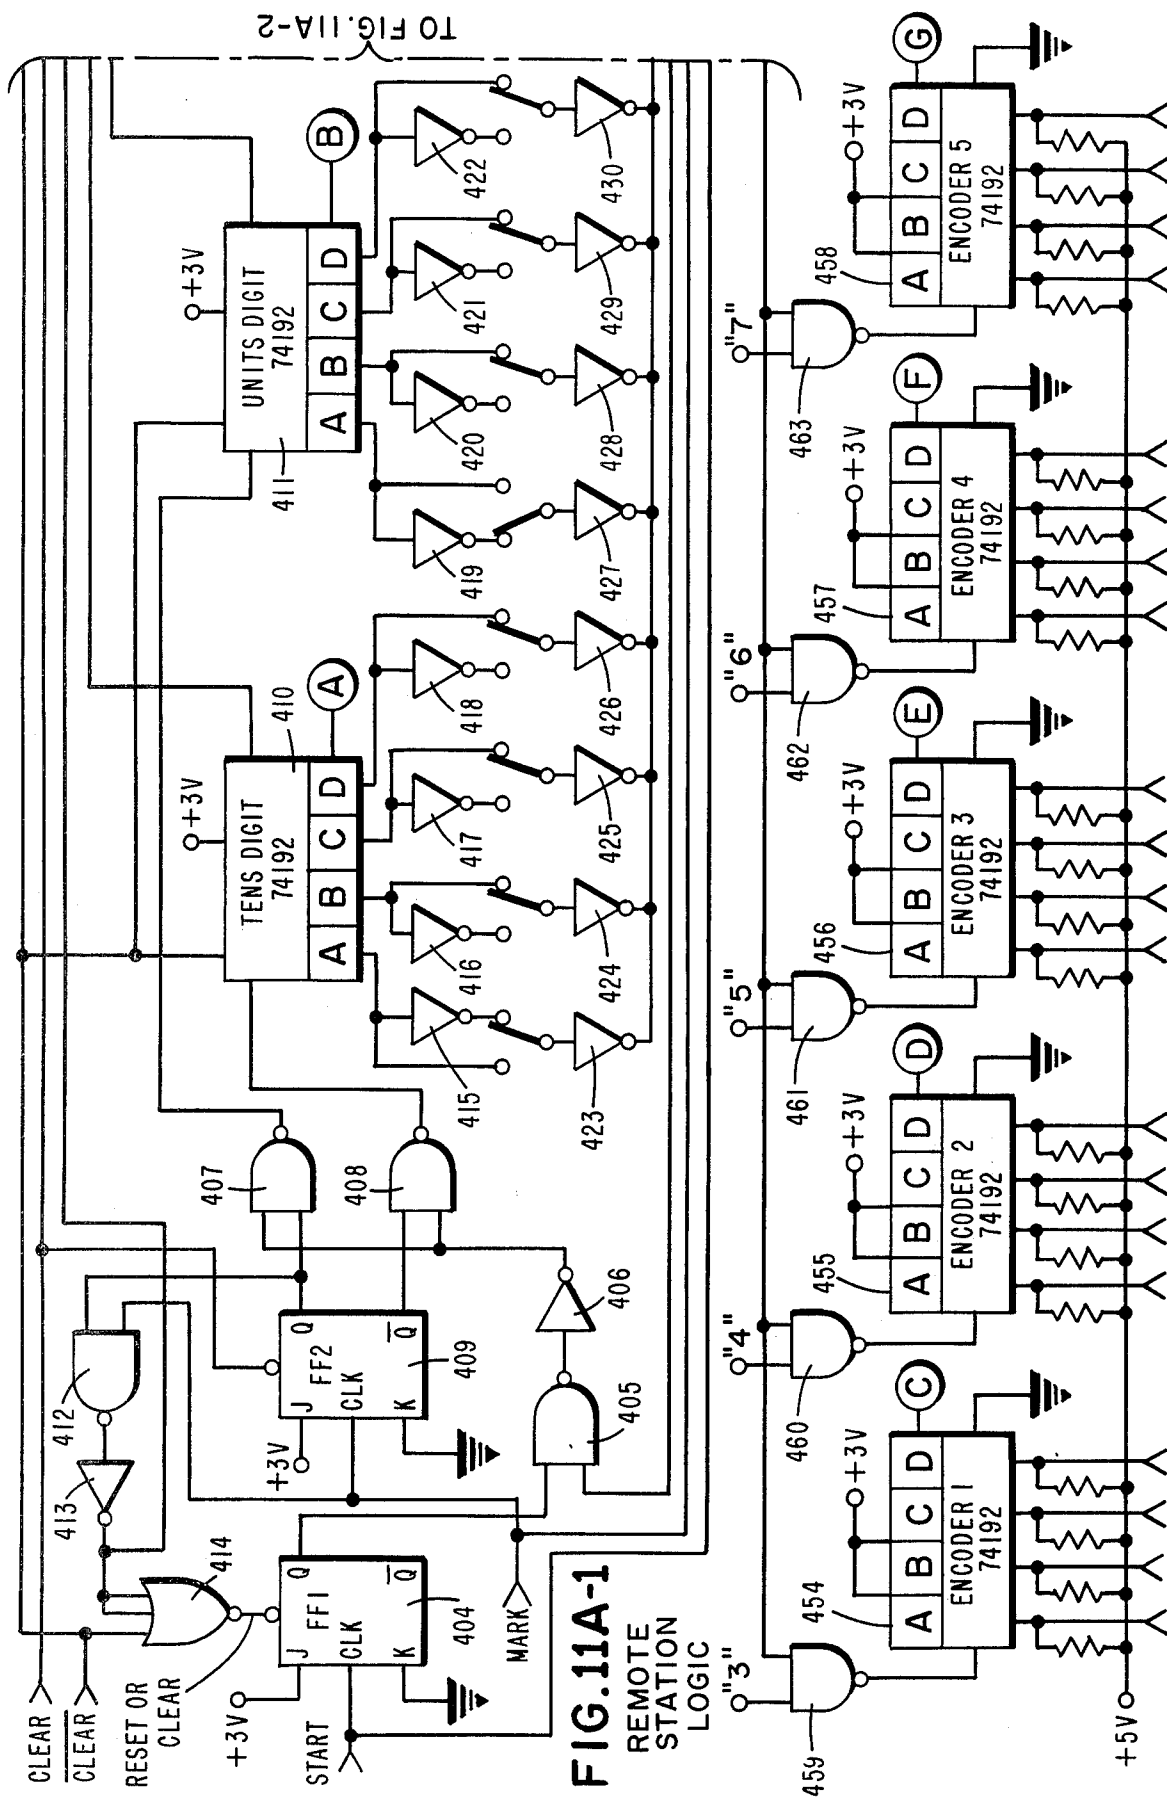 TO FIG.11A-2
CLEAR
CLEAR
RESET OR
CLEAR
+3V
START
MARK
412
413
414
J
Q
FF1
CLK
K
Q
404
+3V
J
Q
FF2
CLK
K
Q
409
405
406
407
408
+3V
TENS DIGIT
74192
A B C D
410
A
+3V
UNITS DIGIT
74192
A B C D
411
B
415
416
417
418
419
420
421
422
423
424
425
426
427
428
429
430
FIG.11A-1
REMOTE
STATION
LOGIC
"3"
"4"
"5"
"6"
"7"
459
460
461
462
463
454
+3V
A B C D
ENCODER 1
74192
C
455
+3V
A B C D
ENCODER 2
74192
D
456
+3V
A B C D
ENCODER 3
74192
E
457
+3V
A B C D
ENCODER 4
74192
F
458
+3V
A B C D
ENCODER 5
74192
G
+5V